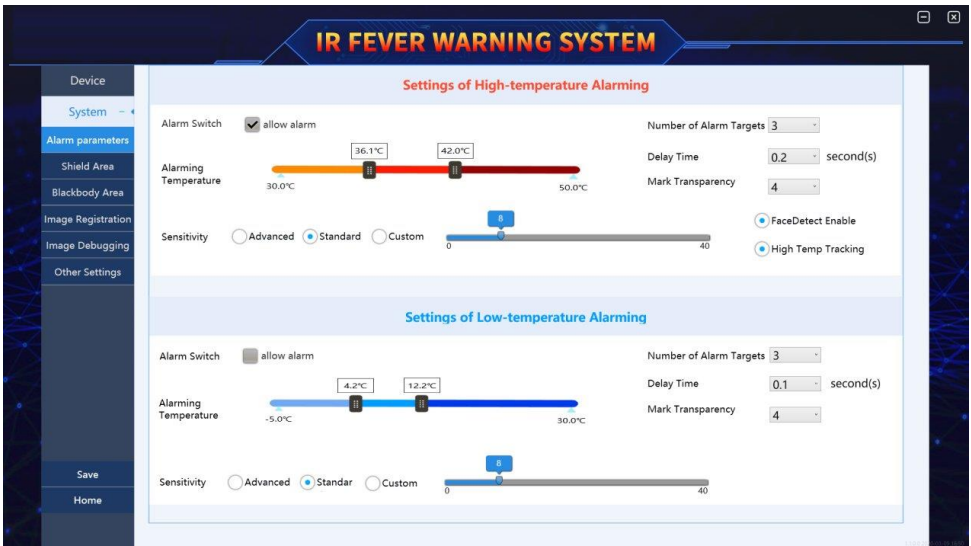 IR FEVER WARNING SYSTEM
Device
System
Alarm parameters
Shield Area
Blackbody Area
Image Registration
Image Debugging
Other Settings
Save
Home
Settings of High-temperature Alarming
Alarm Switch allow alarm
Number of Alarm Targets 3
36.1℃ 42.0℃
Delay Time 0.2 second(s)
Alarming
Temperature
30.0℃ 50.0℃
Mark Transparency 4
8
FaceDetect Enable
Sensitivity Advanced Standard Custom
0 40
High Temp Tracking
Settings of Low-temperature Alarming
Alarm Switch allow alarm
Number of Alarm Targets 3
4.2℃ 12.2℃
Delay Time 0.1 second(s)
Alarming
Temperature
-5.0℃ 30.0℃
Mark Transparency 4
8
Sensitivity Advanced Standar Custom
0 40